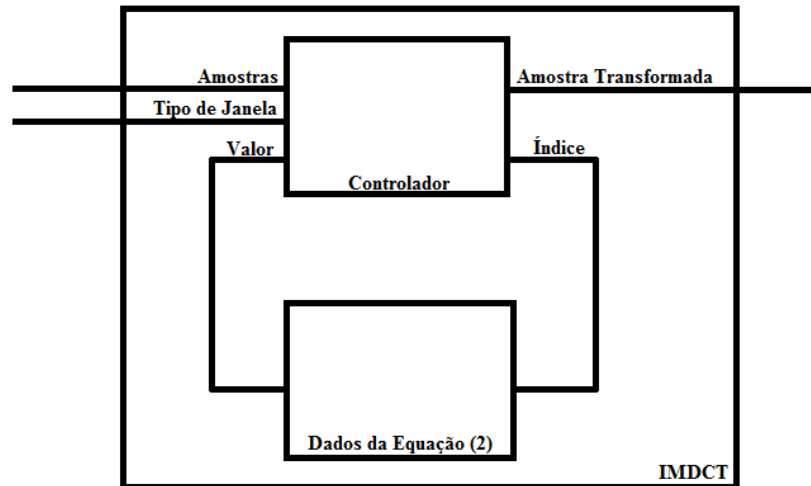 Amostras
Amostra Transformada
Tipo de Janela
Valor
Índice
Controlador
Dados da Equação (2)
IMDCT